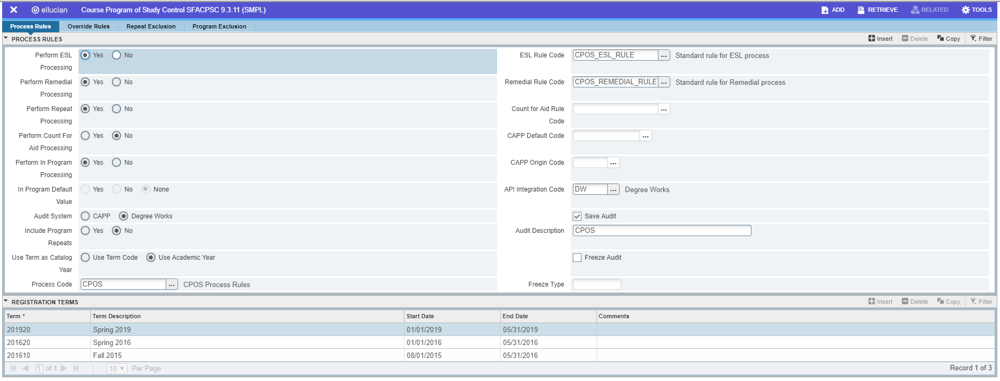 ✕ ellucian Course Program of Study Control SFACPSC 9.3.11 (SMPL) ADD RETRIEVE RELATED TOOLS
Process Rules Override Rules Repeat Exclusion Program Exclusion
PROCESS RULES Insert Delete Copy Filter
Perform ESL Processing Yes No ESL Rule Code CPOS_ESL_RULE ... Standard rule for ESL process
Perform Remedial Processing Yes No Remedial Rule Code CPOS_REMEDIAL_RULE ... Standard rule for Remedial process
Perform Repeat Processing Yes No Count for Aid Rule Code ...
Perform Count For Aid Processing Yes No CAPP Default Code ...
Perform In Program Processing Yes No CAPP Origin Code ...
In Program Default Value Yes No None API Integration Code DW ... Degree Works
Audit System CAPP Degree Works Save Audit
Include Program Repeats Yes No Audit Description CPOS
Use Term as Catalog Year Use Term Code Use Academic Year Freeze Audit
Process Code CPOS ... CPOS Process Rules Freeze Type
REGISTRATION TERMS Insert Delete Copy Filter
Term * Term Description Start Date End Date Comments
201920 Spring 2019 01/01/2019 05/31/2019
201620 Spring 2016 01/01/2016 05/31/2016
201610 Fall 2015 08/01/2015 05/31/2016
1 of 1 10 Per Page Record 1 of 3